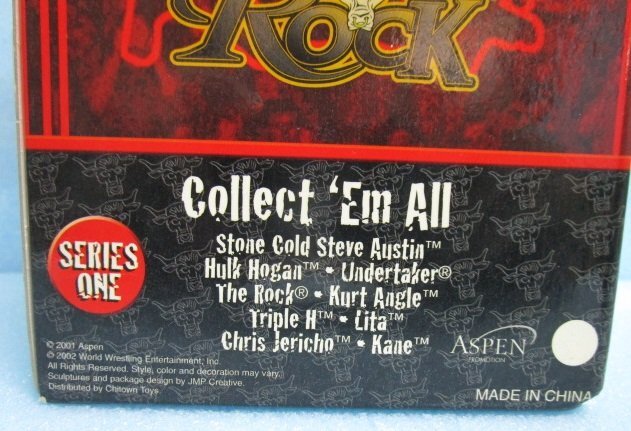 Rock
Collect 'Em All
SERIES
ONE
Stone Cold Steve Austin™
Hulk Hogan™ • Undertaker®
The Rock® • Kurt Angle™
Triple H™ • Lita™
Chris Jericho™ • Kane™
© 2001 Aspen
© 2002 World Wrestling Entertainment, Inc.
All Rights Reserved. Style, color and decoration may vary.
Sculptures and package design by JMP Creative.
Distributed by Chitown Toys.
ASPEN
PROMOTION
MADE IN CHINA